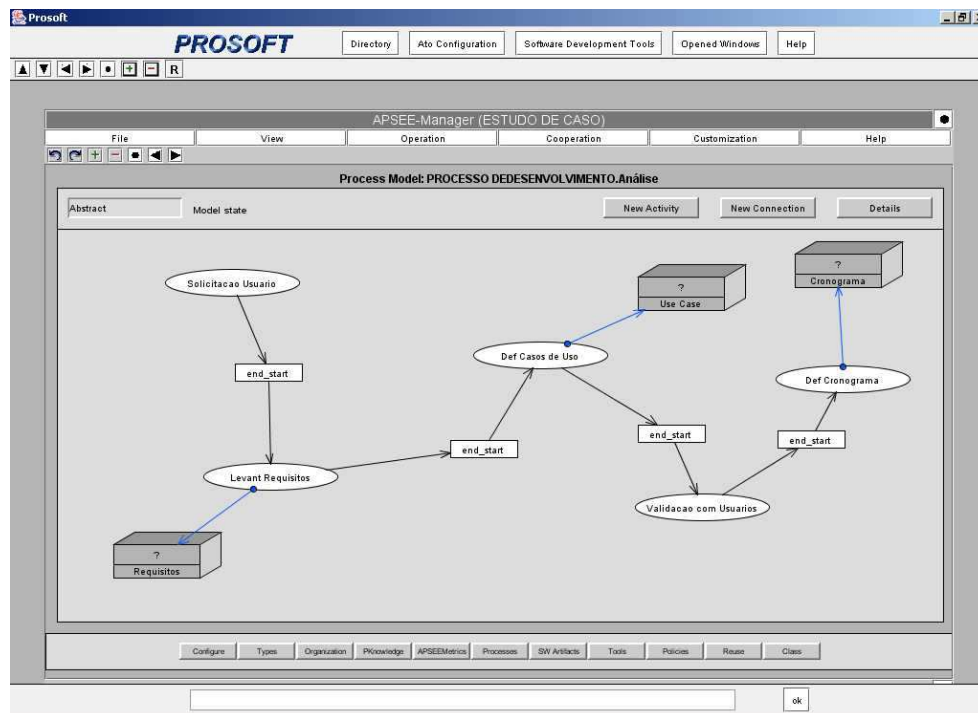 Prosoft
PROSOFT
Directory
Ato Configuration
Software Development Tools
Opened Windows
Help
R
APSEE-Manager (ESTUDO DE CASO)
File
View
Operation
Cooperation
Customization
Help
Process Model: PROCESSO DEDESENVOLVIMENTO.Análise
Abstract
Model state
New Activity
New Connection
Details
?
Cronograma
Solicitacao Usuario
?
Use Case
Def Casos de Uso
end_start
Def Cronograma
end_start
end_start
end_start
Levant Requisitos
Validacao com Usuarios
?
Requisitos
Configure
Types
Organization
PKnowledge
APSEEMetrics
Processes
SW Artifacts
Tools
Policies
Reuse
Class
ok